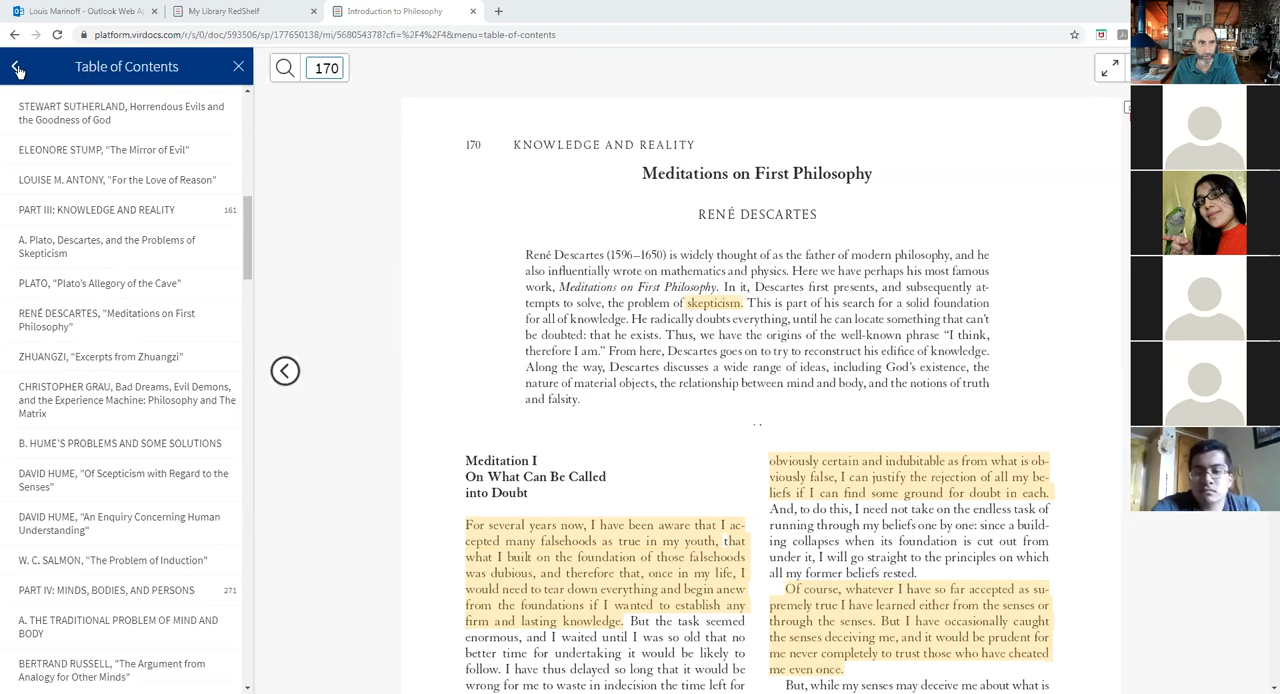 Louis Marinoff - Outlook Web A
My Library RedShelf
Introduction to Philosophy
platform.virdocs.com/r/s/0/doc/593506/sp/177650138/mi/568054378?cfi=%2F4%2F4&menu=table-of-contents
Table of Contents
170
STEWART SUTHERLAND, Horrendous Evils and
the Goodness of God
ELEONORE STUMP, "The Mirror of Evil"
LOUISE M. ANTONY, "For the Love of Reason"
PART III: KNOWLEDGE AND REALITY 161
A. Plato, Descartes, and the Problems of
Skepticism
PLATO, "Plato's Allegory of the Cave"
RENÉ DESCARTES, "Meditations on First
Philosophy"
ZHUANGZI, "Excerpts from Zhuangzi"
CHRISTOPHER GRAU, Bad Dreams, Evil Demons,
and the Experience Machine: Philosophy and The
Matrix
B. HUME'S PROBLEMS AND SOME SOLUTIONS
DAVID HUME, "Of Scepticism with Regard to the
Senses"
DAVID HUME, "An Enquiry Concerning Human
Understanding"
W. C. SALMON, "The Problem of Induction"
PART IV: MINDS, BODIES, AND PERSONS 271
A. THE TRADITIONAL PROBLEM OF MIND AND
BODY
BERTRAND RUSSELL, "The Argument from
Analogy for Other Minds"
170 KNOWLEDGE AND REALITY
Meditations on First Philosophy
RENÉ DESCARTES
René Descartes (1596–1650) is widely thought of as the father of modern philosophy, and he
also influentially wrote on mathematics and physics. Here we have perhaps his most famous
work, Meditations on First Philosophy. In it, Descartes first presents, and subsequently at-
tempts to solve, the problem of skepticism. This is part of his search for a solid foundation
for all of knowledge. He radically doubts everything, until he can locate something that can't
be doubted: that he exists. Thus, we have the origins of the well-known phrase “I think,
therefore I am.” From here, Descartes goes on to try to reconstruct his edifice of knowledge.
Along the way, Descartes discusses a wide range of ideas, including God's existence, the
nature of material objects, the relationship between mind and body, and the notions of truth
and falsity.
Meditation I
On What Can Be Called
into Doubt
For several years now, I have been aware that I ac-
cepted many falsehoods as true in my youth, that
what I built on the foundation of those falsehoods
was dubious, and therefore that, once in my life, I
would need to tear down everything and begin anew
from the foundations if I wanted to establish any
firm and lasting knowledge. But the task seemed
enormous, and I waited until I was so old that no
better time for undertaking it would be likely to
follow. I have thus delayed so long that it would be
wrong for me to waste in indecision the time left for
obviously certain and indubitable as from what is ob-
viously false, I can justify the rejection of all my be-
liefs if I can find some ground for doubt in each.
And, to do this, I need not take on the endless task of
running through my beliefs one by one: since a build-
ing collapses when its foundation is cut out from
under it, I will go straight to the principles on which
all my former beliefs rested.
Of course, whatever I have so far accepted as su-
premely true I have learned either from the senses or
through the senses. But I have occasionally caught
the senses deceiving me, and it would be prudent for
me never completely to trust those who have cheated
me even once.
But, while my senses may deceive me about what is